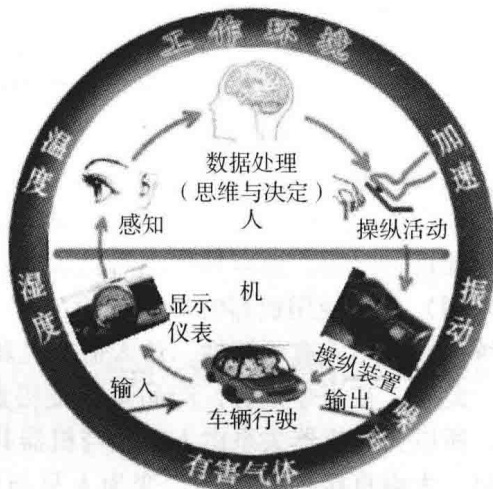 工作环境
温度
加速
数据处理
（思维与决定）
人
感知
操纵活动
湿度
机
振动
显示
仪表
操纵装置
输入
车辆行驶
输出
噪声
有害气体